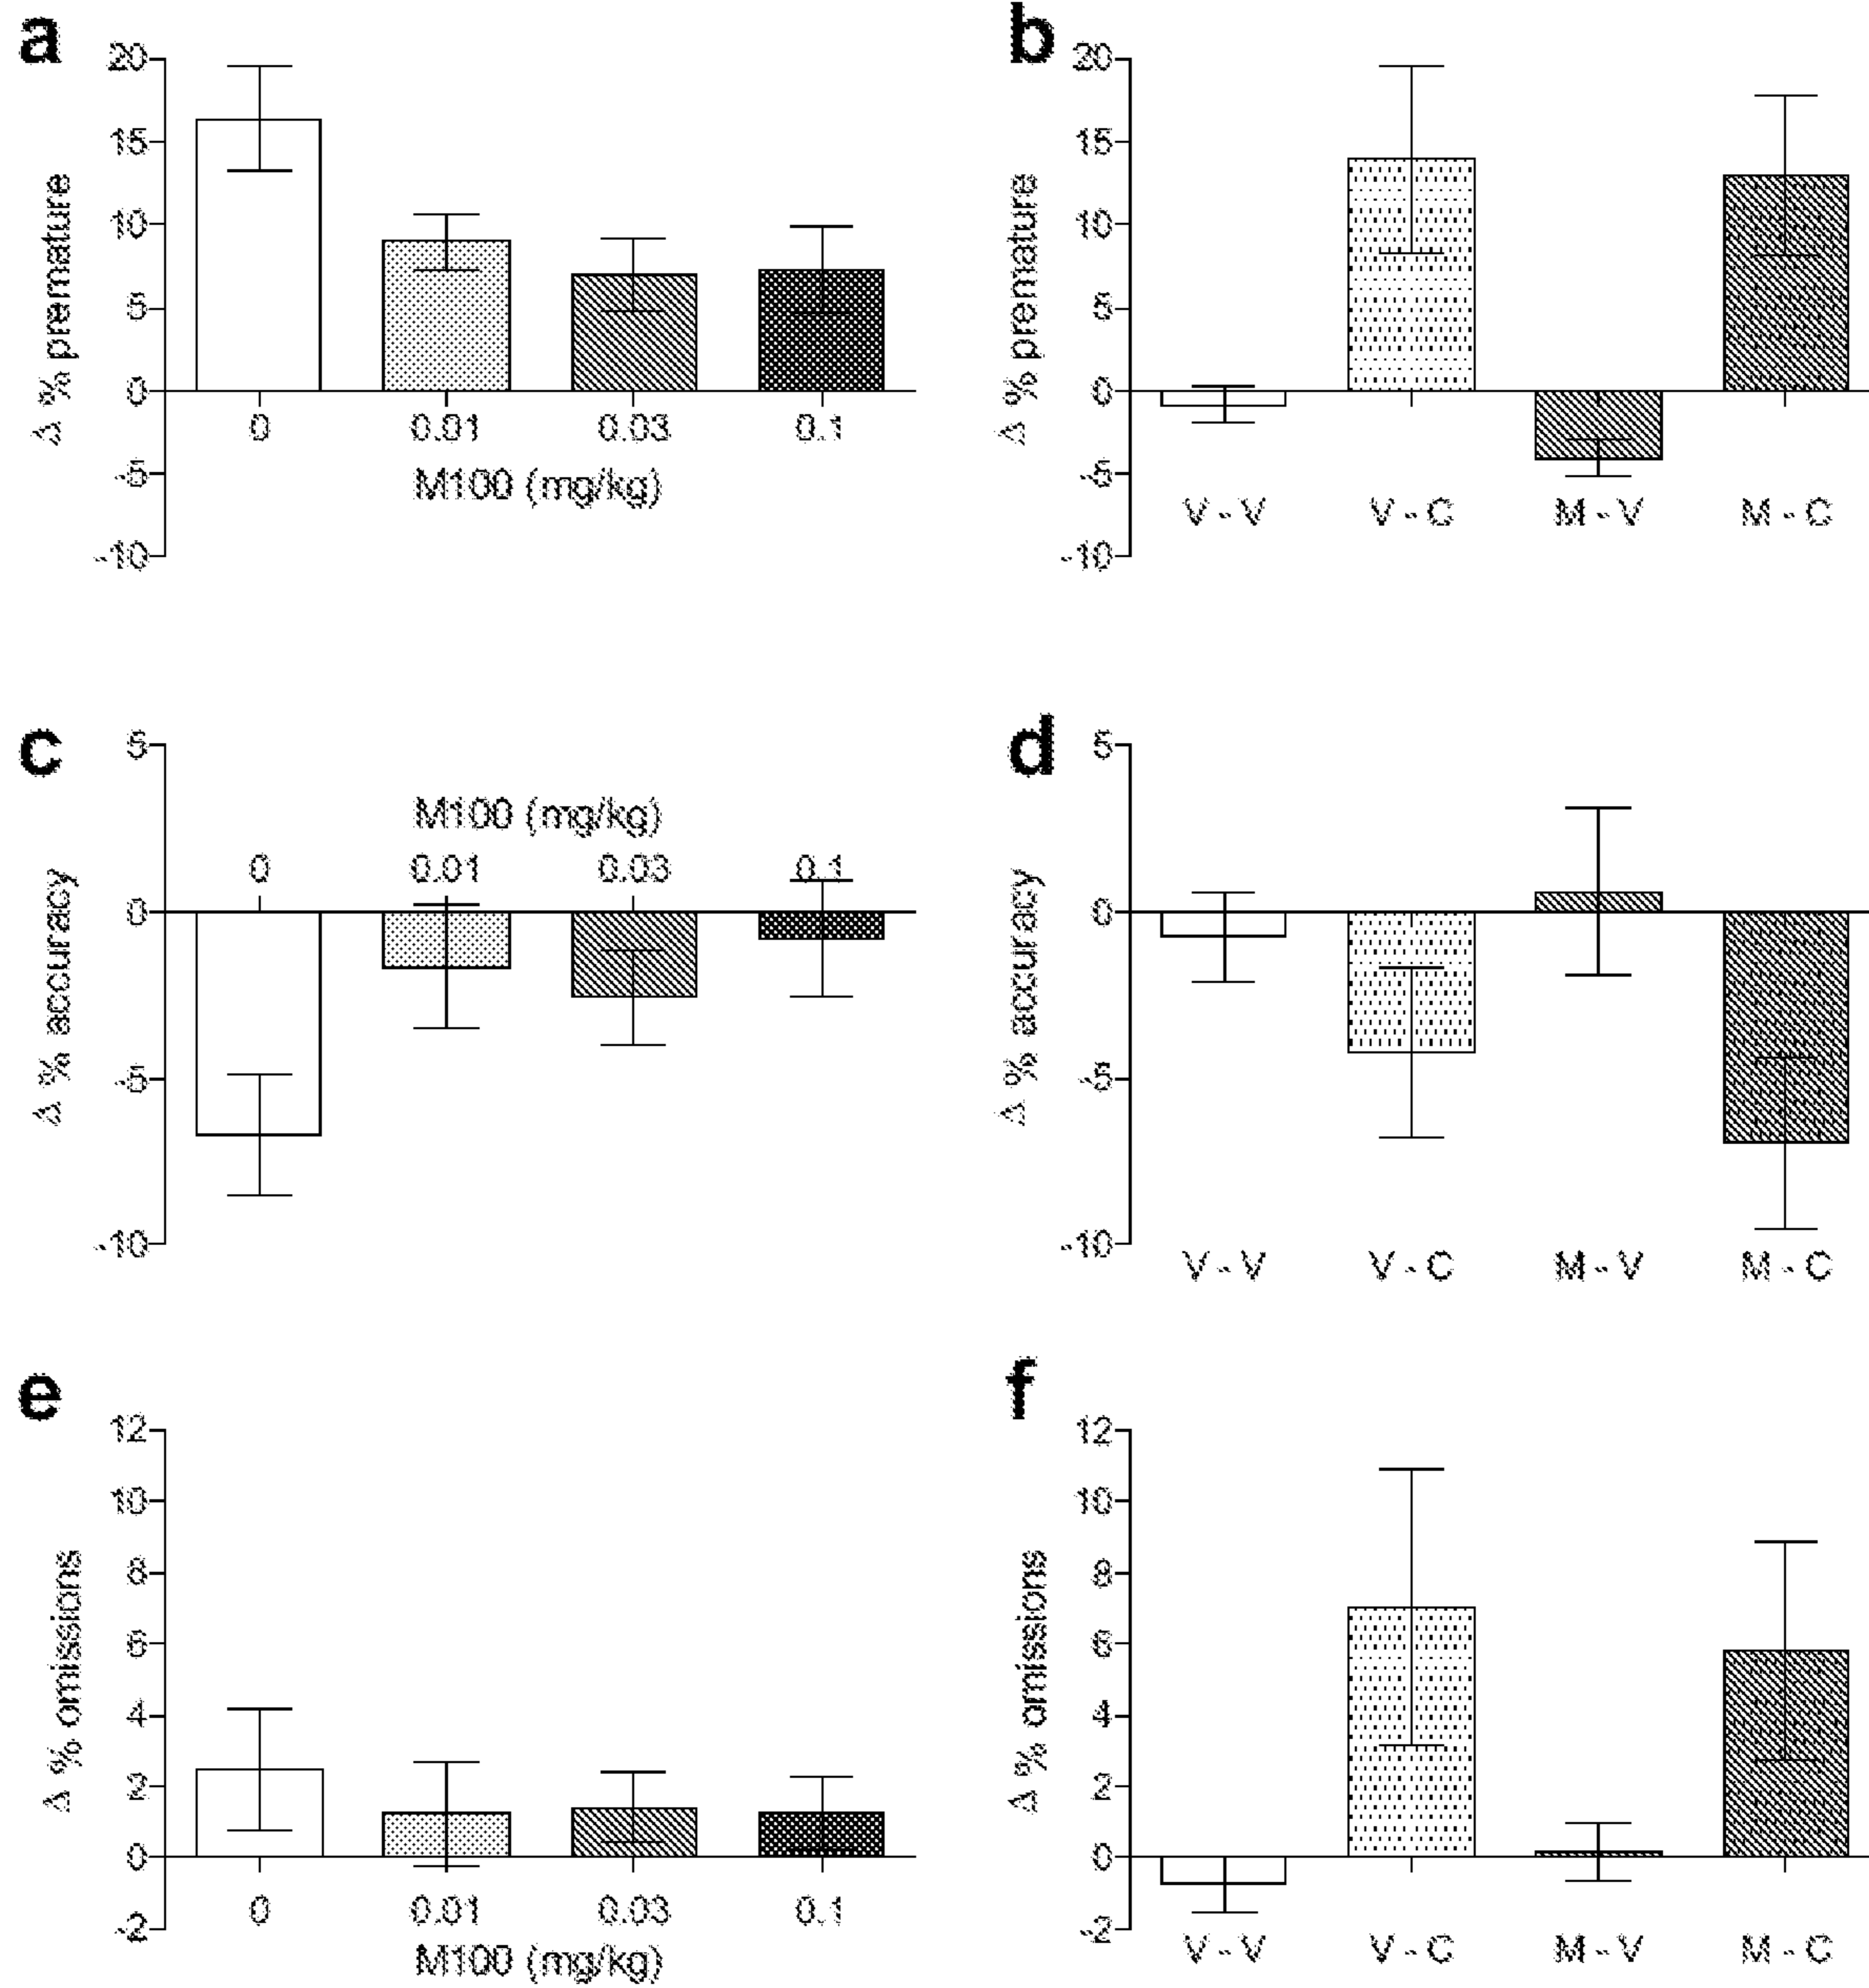 a
20
15
10
5
0
-5
-10
Δ % premature
0 0.01 0.03 0.1
M100 (mg/kg)
b
20
15
10
5
0
-5
-10
Δ % premature
V - V V - C M - V M - C
c
5
0
-5
-10
Δ % accuracy
M100 (mg/kg)
0 0.01 0.03 0.1
d
5
0
-5
-10
Δ % accuracy
V - V V - C M - V M - C
e
12
10
8
6
4
2
0
-2
Δ % omissions
0 0.01 0.03 0.1
M100 (mg/kg)
f
12
10
8
6
4
2
0
-2
Δ % omissions
V - V V - C M - V M - C